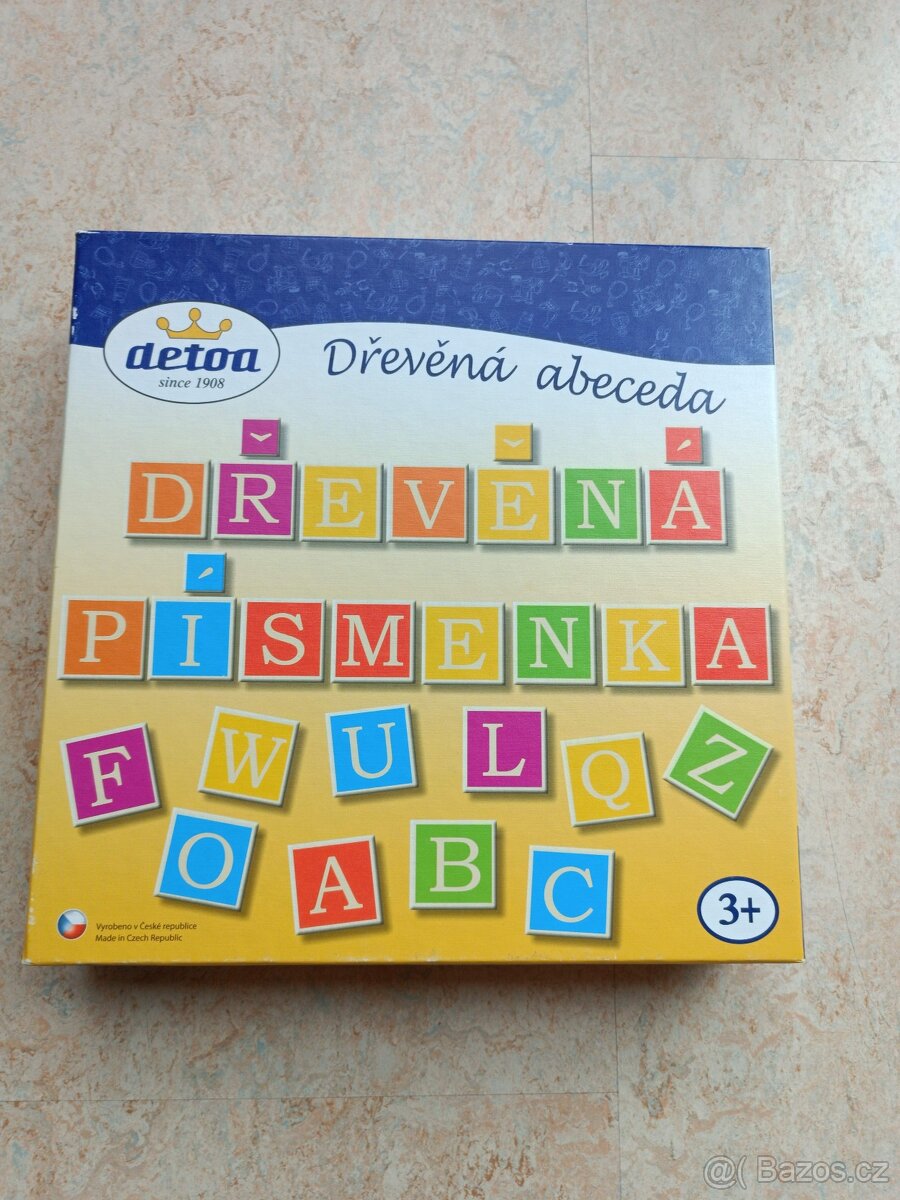 detoa
since 1908
Dřevěná abeceda
DŘEVĚNÁ
PÍSMENKA
F W U L Q Z
O A B C
Vyrobeno v České republice
Made in Czech Republic
3+
@( Bazos.cz